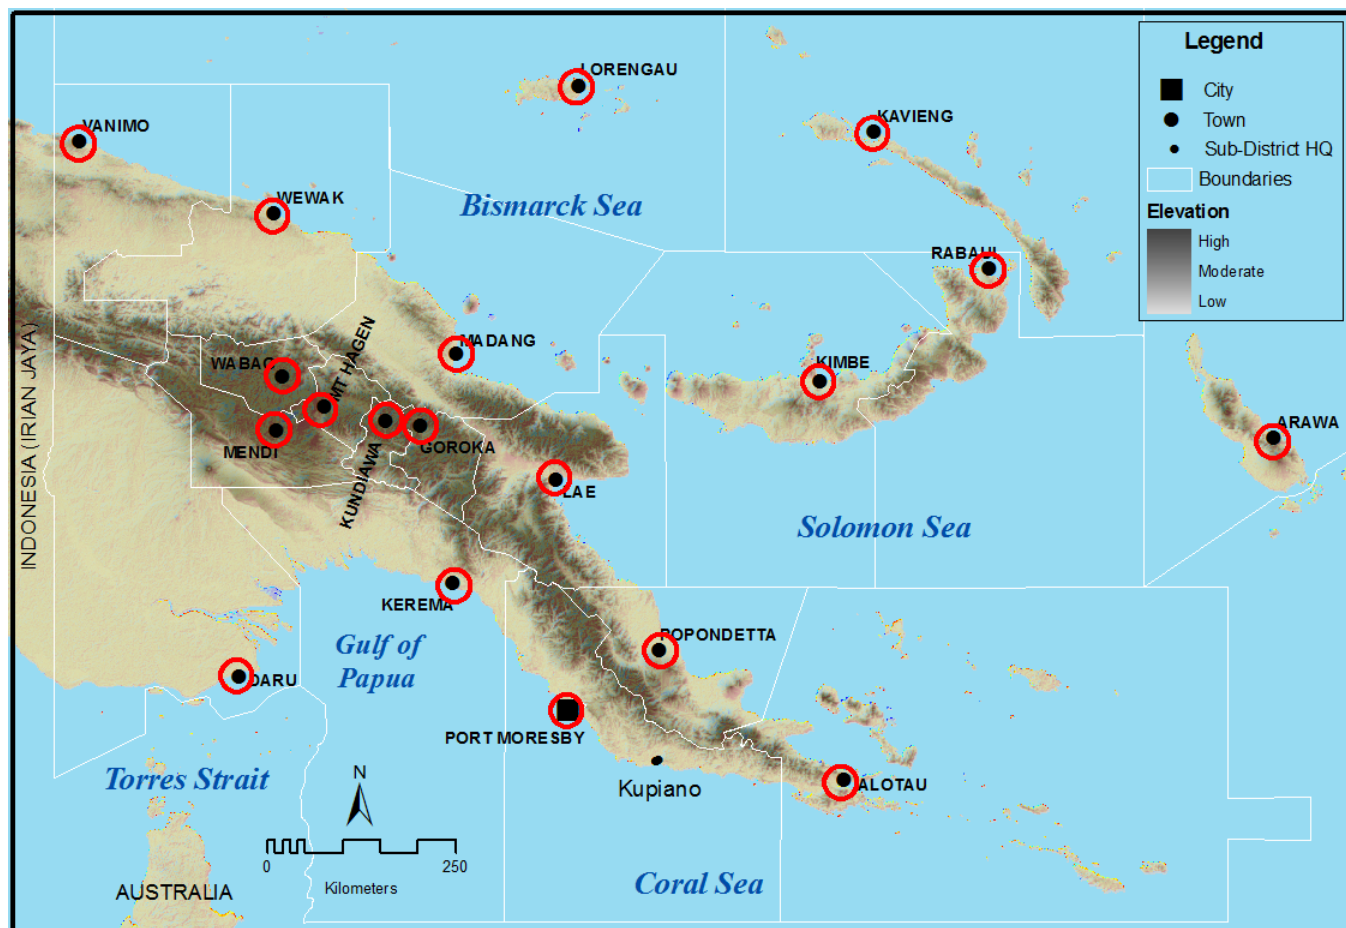 LORENGAU
KAVIENG
VANIMO
WEWAK
Bismarck Sea
RABAUL
MADANG
WABAG
MT HAGEN
KIMBE
MENDI
KUNDIAWA
GOROKA
LAE
ARAWA
INDONESIA (IRIAN JAYA)
Solomon Sea
KEREMA
Gulf of
Papua
POPONDETTA
DARU
PORT MORESBY
Kupiano
ALOTAU
Torres Strait
N
0
250
Kilometers
AUSTRALIA
Coral Sea
Legend
City
Town
Sub-District HQ
Boundaries
Elevation
High
Moderate
Low